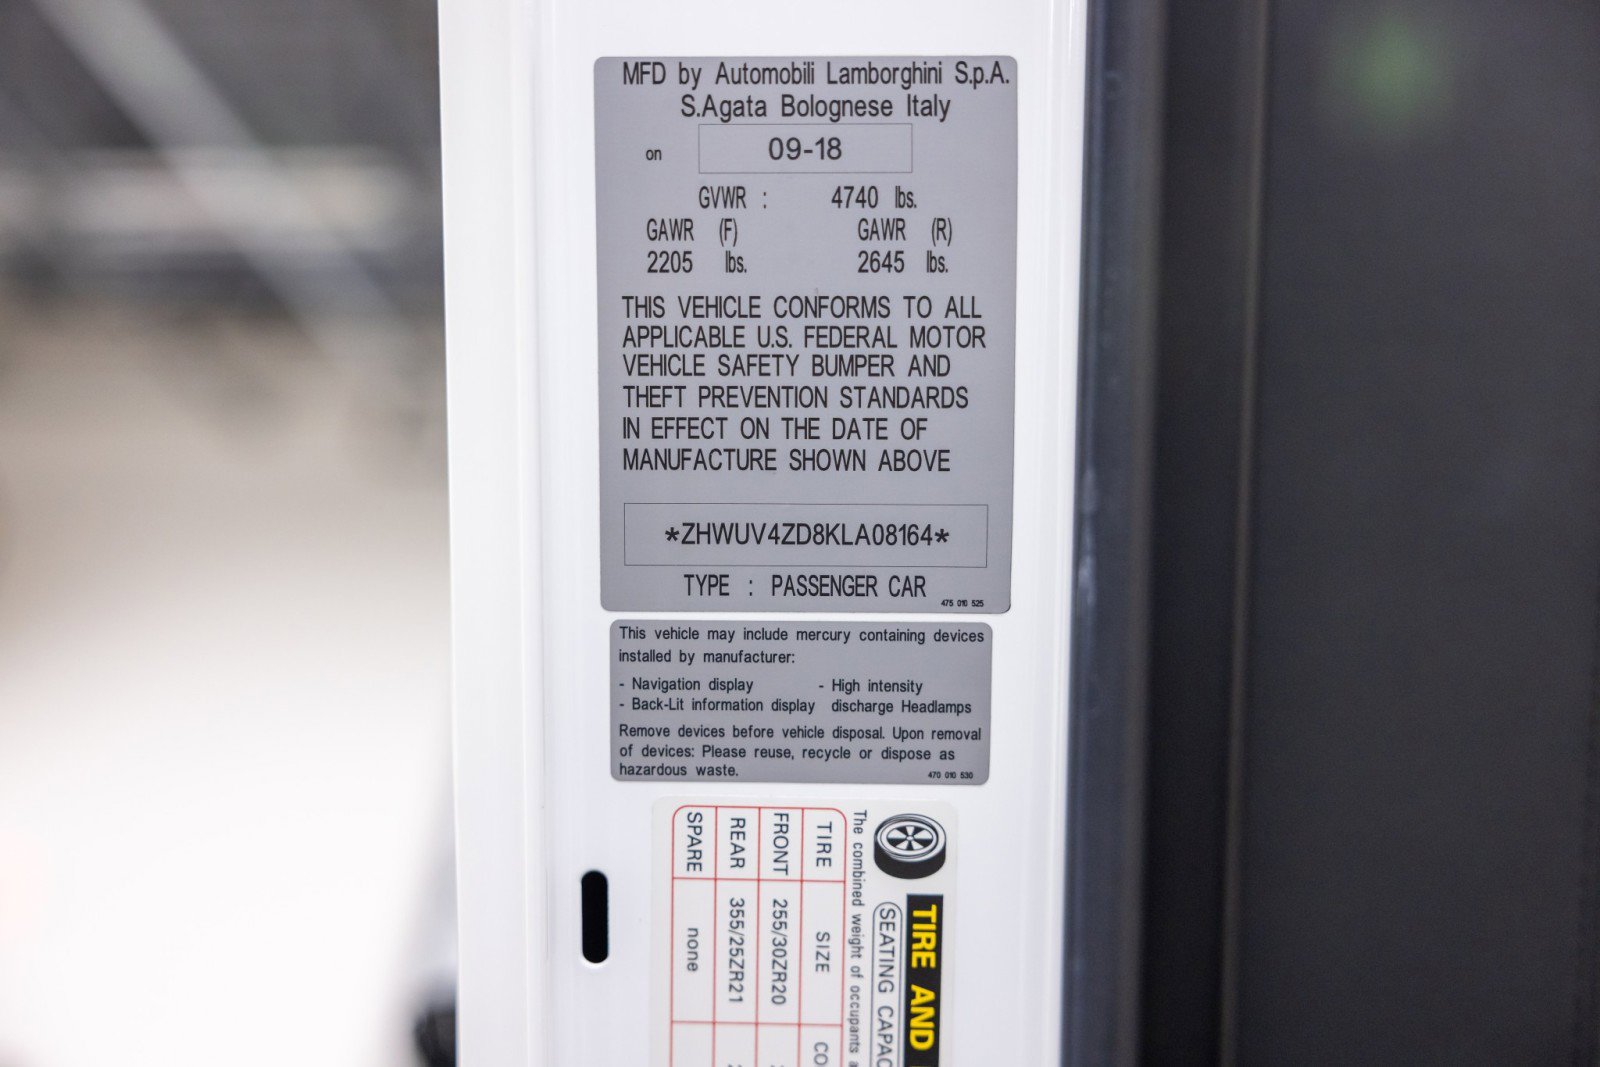 MFD by Automobili Lamborghini S.p.A.
S.Agata Bolognese Italy
on 09-18
GVWR : 4740 lbs.
GAWR (F) GAWR (R)
2205 lbs. 2645 lbs.
THIS VEHICLE CONFORMS TO ALL
APPLICABLE U.S. FEDERAL MOTOR
VEHICLE SAFETY BUMPER AND
THEFT PREVENTION STANDARDS
IN EFFECT ON THE DATE OF
MANUFACTURE SHOWN ABOVE
*ZHWUV4ZD8KLA08164*
TYPE : PASSENGER CAR
475 010 525
This vehicle may include mercury containing devices
installed by manufacturer:
- Navigation display - High intensity
- Back-Lit information display discharge Headlamps
Remove devices before vehicle disposal. Upon removal
of devices: Please reuse, recycle or dispose as
hazardous waste.
470 010 530
TIRE AND
SEATING CAPAC
The combined weight of occupants
TIRE SIZE CO
FRONT 255/30ZR20
REAR 355/25ZR21
SPARE none